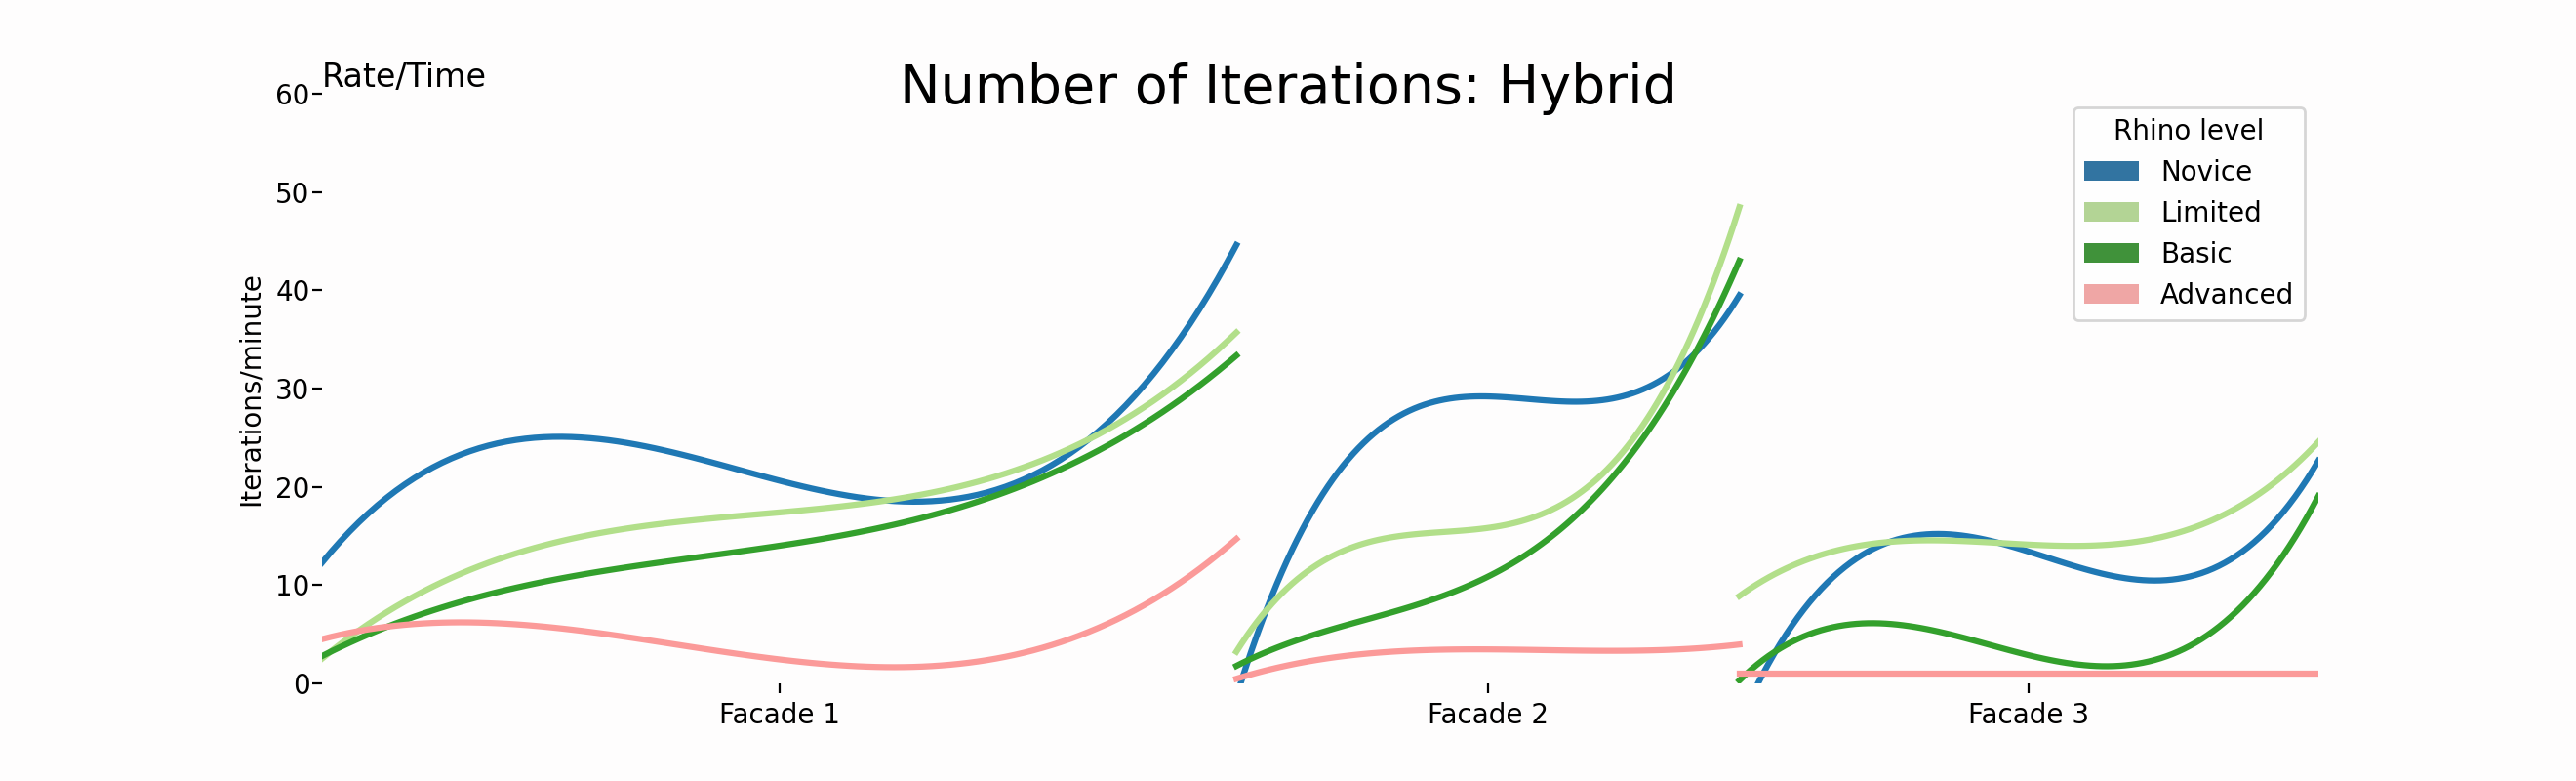 Rate/Time
Number of Iterations: Hybrid
Iterations/minute
60
50
40
30
20
10
0
Facade 1
Facade 2
Facade 3
Rhino level
Novice
Limited
Basic
Advanced